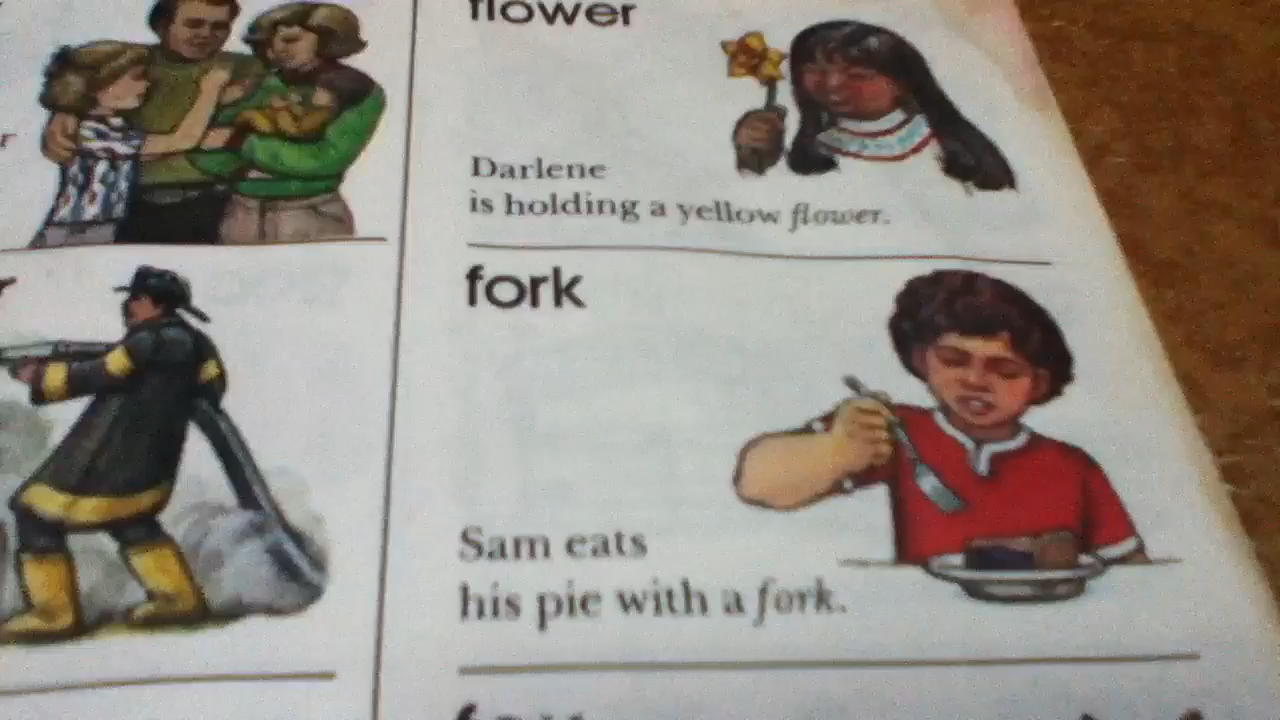 flower
Darlene
is holding a yellow flower.
fork
Sam eats
his pie with a fork.